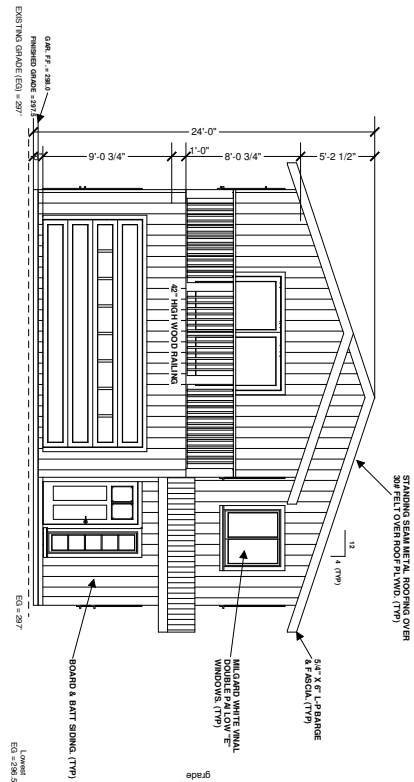 24'-0"
9'-0 3/4"
1'-0"
8'-0 3/4"
5'-2 1/2"
GAR. F.F. = 298.0
FINISHED GRADE = 297.5
EXISTING GRADE (EG) = 297'
42" HIGH WOOD RAILING
STANDING SEAM METAL ROOFING OVER
30# FELT OVER ROOF PLYWD. (TYP)
12
4 (TYP)
5/4" X 6" L-P BARGE
& FASCIA. (TYP)
MILGARD WHITE VINAL
DOUBLE PAI LOW "E"
WINDOWS. (TYP)
BOARD & BATT SIDING. (TYP)
EG = 297'
Lowest
EG = 296.5
grade